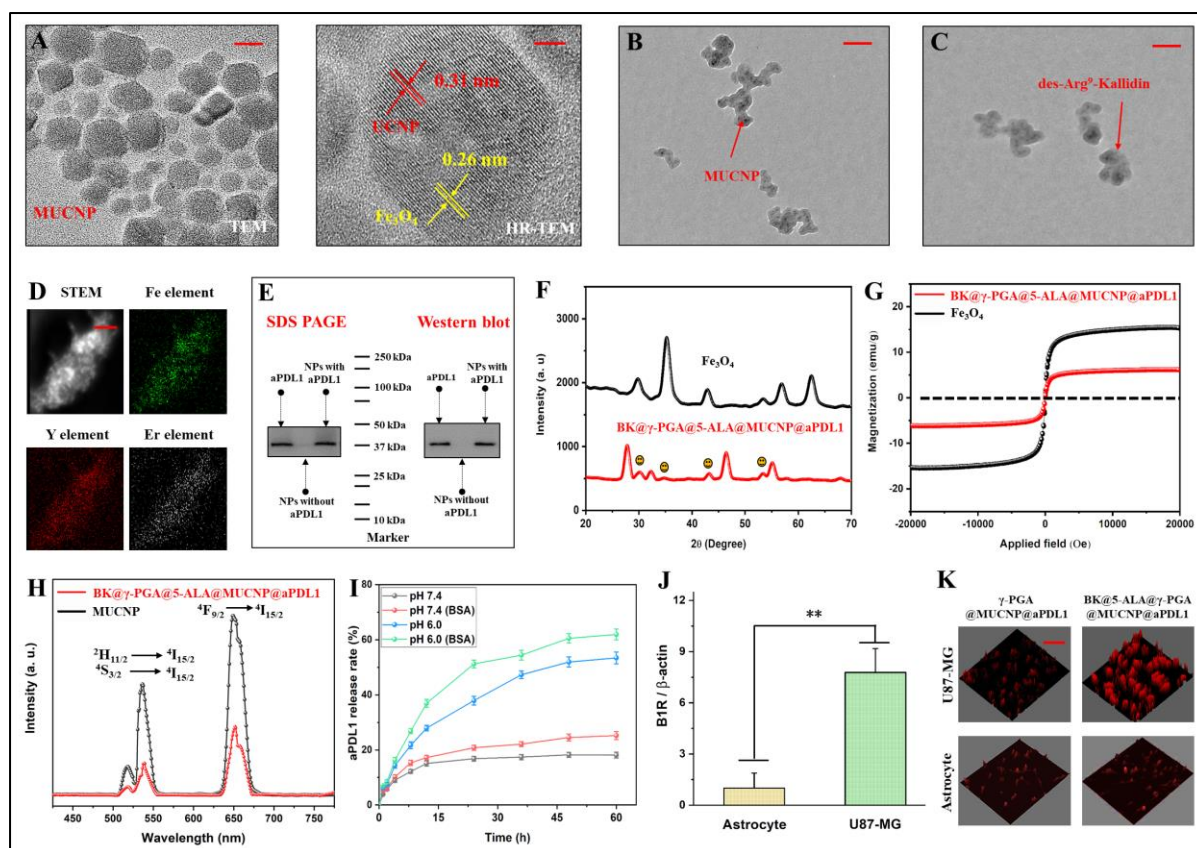 A
MUCNP
TEM
0.31 nm
UCNP
0.26 nm
Fe₃O₄
HR-TEM
B
MUCNP
C
des-Arg⁹-Kallidin
D
STEM
Fe element
Y element
Er element
E
SDS PAGE
Western blot
aPDL1
NPs with
aPDL1
250 kDa
100 kDa
50 kDa
37 kDa
25 kDa
10 kDa
Marker
NPs without
aPDL1
aPDL1
NPs with
aPDL1
NPs without
aPDL1
F
Intensity (a. u)
3000
2000
1000
0
Fe₃O₄
BK@γ-PGA@5-ALA@MUCNP@aPDL1
20 30 40 50 60 70
2θ (Degree)
G
BK@γ-PGA@5-ALA@MUCNP@aPDL1
Fe₃O₄
Magnetization (emu/g)
25
20
15
10
5
0
-5
-10
-15
-20000 -10000 0 10000 20000
Applied field (Oe)
H
BK@γ-PGA@5-ALA@MUCNP@aPDL1
MUCNP
⁴F₉/₂ → ⁴I₁₅/₂
²H₁₁/₂ → ⁴I₁₅/₂
⁴S₃/₂ → ⁴I₁₅/₂
Intensity (a. u.)
450 500 550 600 650 700 750
Wavelength (nm)
I
pH 7.4
pH 7.4 (BSA)
pH 6.0
pH 6.0 (BSA)
aPDL1 release rate (%)
80
60
40
20
0
0 12 24 36 48 60
Time (h)
J
**
B1R / β-actin
12
9
6
3
0
Astrocyte U87-MG
K
γ-PGA
@MUCNP@aPDL1
BK@5-ALA@γ-PGA
@MUCNP@aPDL1
U87-MG
Astrocyte